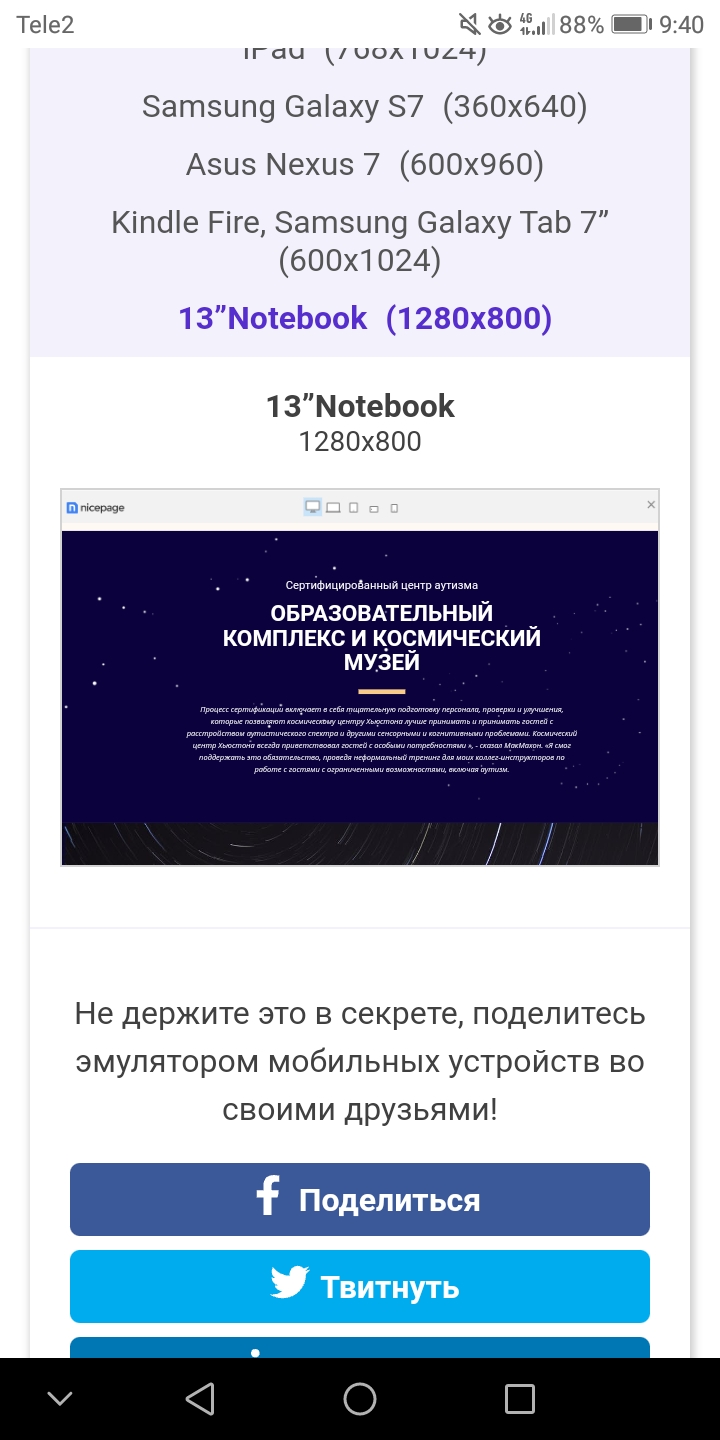 Tele2 4G 88% 9:40
iPad (768x1024)
Samsung Galaxy S7 (360x640)
Asus Nexus 7 (600x960)
Kindle Fire, Samsung Galaxy Tab 7”
(600x1024)
13”Notebook (1280x800)
13”Notebook
1280x800
nicepage
Сертифицированный центр аутизма
ОБРАЗОВАТЕЛЬНЫЙ
КОМПЛЕКС И КОСМИЧЕСКИЙ
МУЗЕЙ
Процесс сертификации включает в себя тщательную подготовку персонала, проверки и улучшения,
которые позволяют космическому центру Хьюстона лучше принимать и принимать гостей с
расстройством аутистического спектра и другими сенсорными и когнитивными проблемами. Космический
центр Хьюстона всегда приветствовал гостей с особыми потребностями », - сказал МакМахон. «Я смог
поддержать это обязательство, проведя неформальный тренинг для моих коллег-инструкторов по
работе с гостями с ограниченными возможностями, включая аутизм.
Не держите это в секрете, поделитесь
эмулятором мобильных устройств во
своими друзьями!
Поделиться
Твитнуть